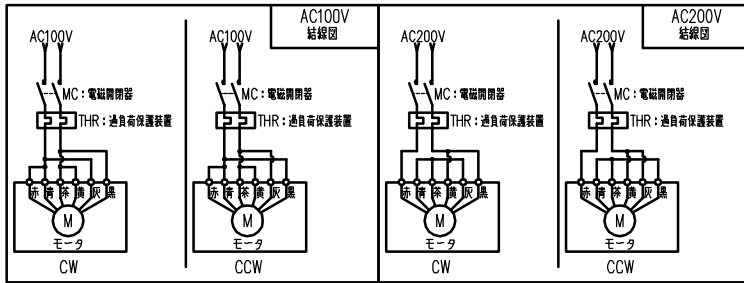 AC100V
結線図
AC100V
MC：電磁開閉器
THR：過負荷保護装置
赤 青 茶 黄 灰 黒
M
モータ
CW
AC100V
MC：電磁開閉器
THR：過負荷保護装置
赤 青 茶 黄 灰 黒
M
モータ
CCW
AC200V
結線図
AC200V
MC：電磁開閉器
THR：過負荷保護装置
赤 青 茶 黄 灰 黒
M
モータ
CW
AC200V
MC：電磁開閉器
THR：過負荷保護装置
赤 青 茶 黄 灰 黒
M
モータ
CCW